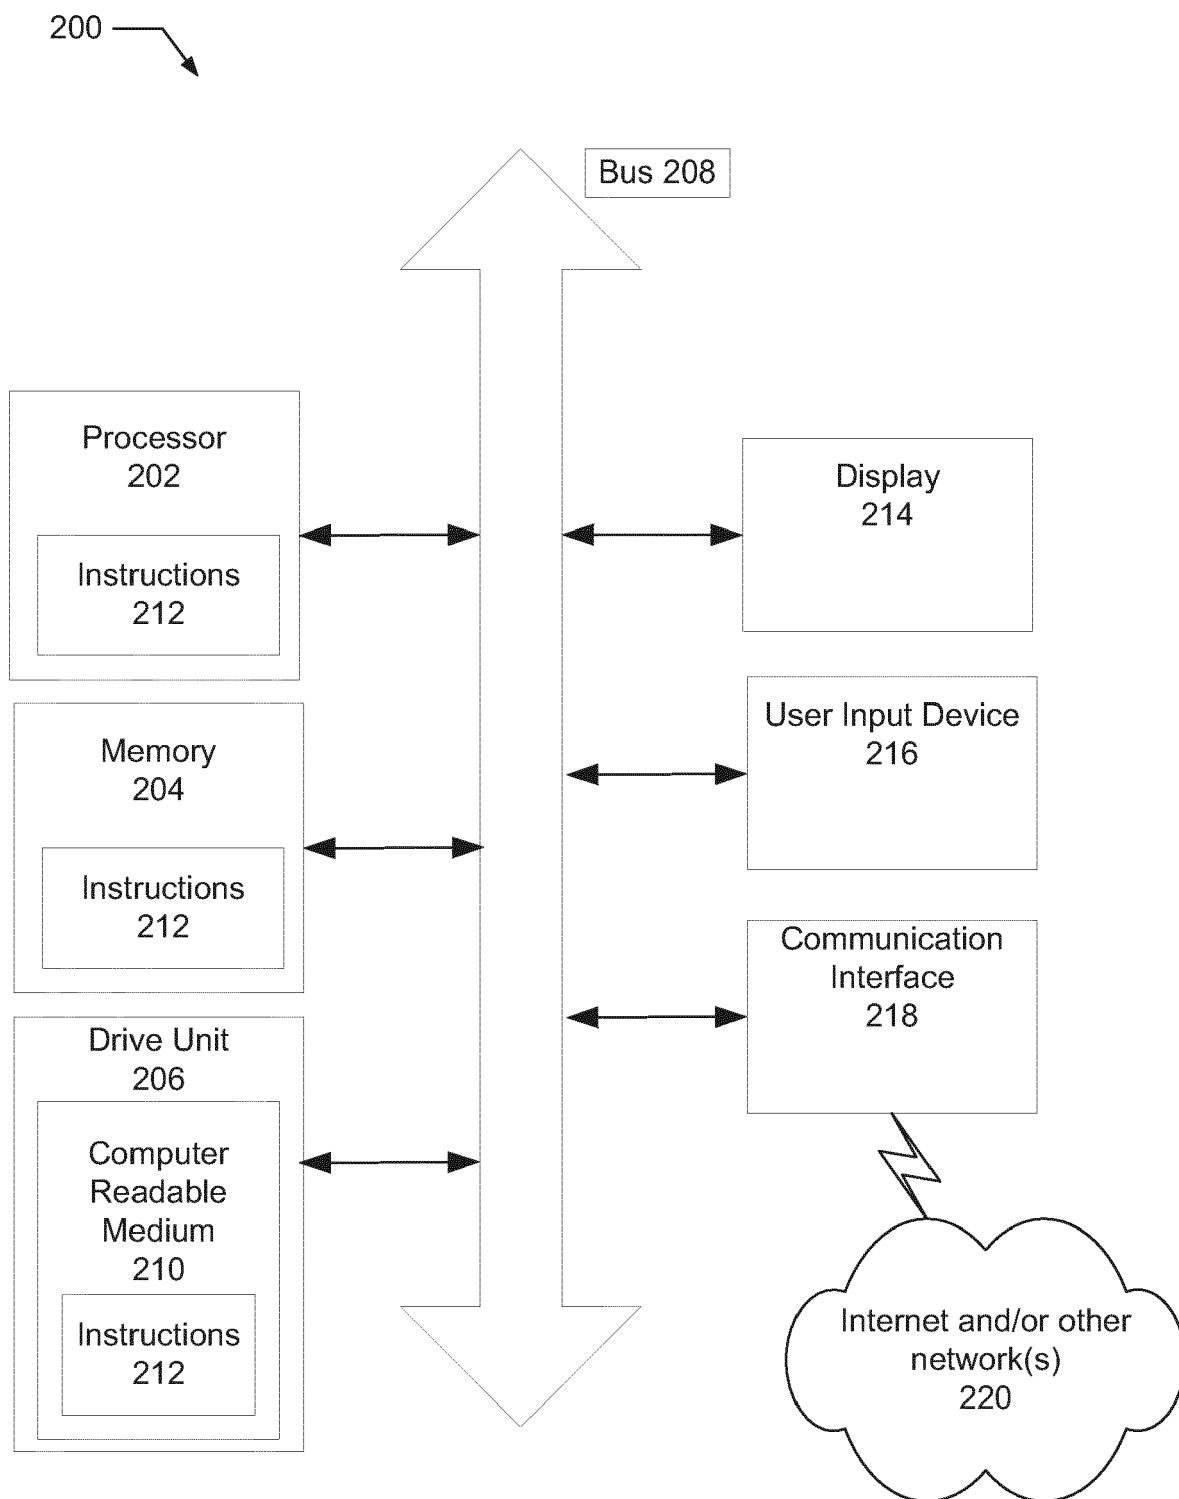 200
Bus 208
Processor
202
Instructions
212
Memory
204
Instructions
212
Drive Unit
206
Computer
Readable
Medium
210
Instructions
212
Display
214
User Input Device
216
Communication
Interface
218
Internet and/or other
network(s)
220